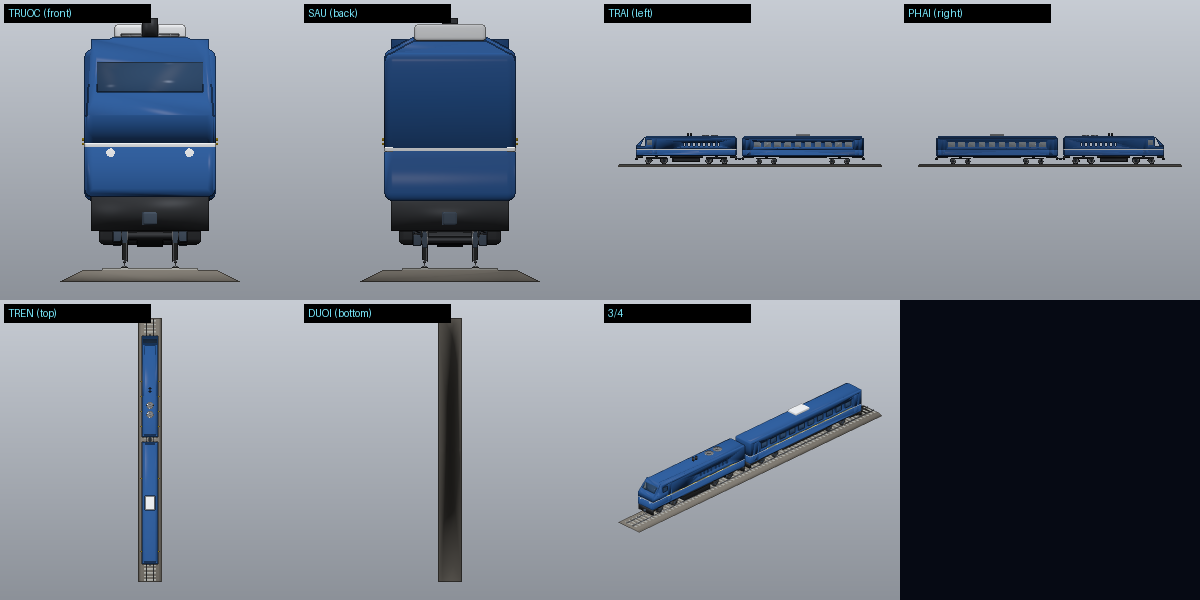 TRUOC (front)
SAU (back)
TRAI (left)
PHAI (right)
TREN (top)
DUOI (bottom)
3/4